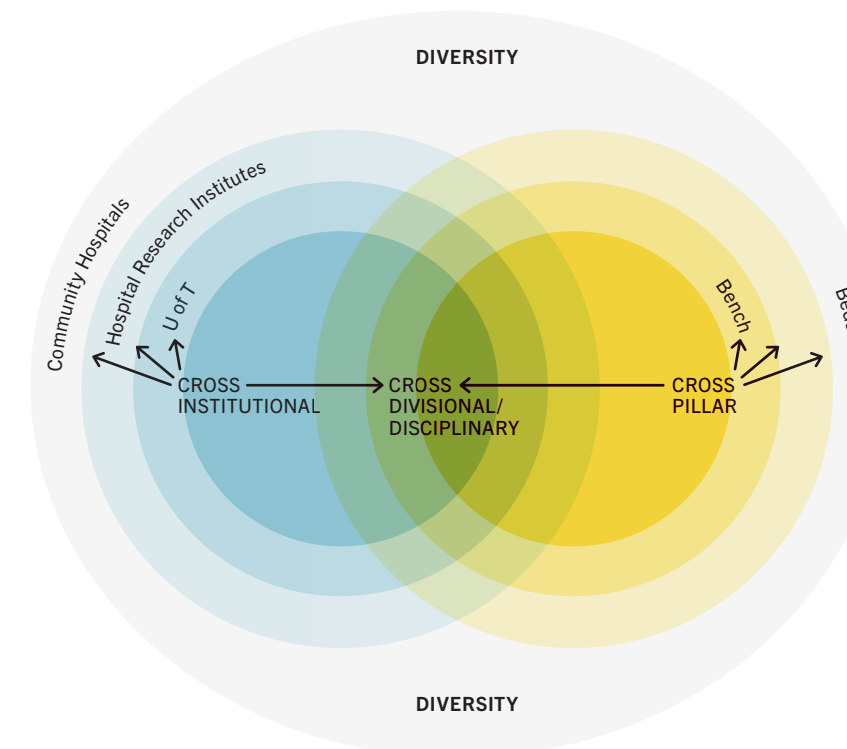 DIVERSITY
Community Hospitals
Hospital Research Institutes
U of T
Bench
CROSS
INSTITUTIONAL
CROSS
DIVISIONAL/
DISCIPLINARY
CROSS
PILLAR
DIVERSITY